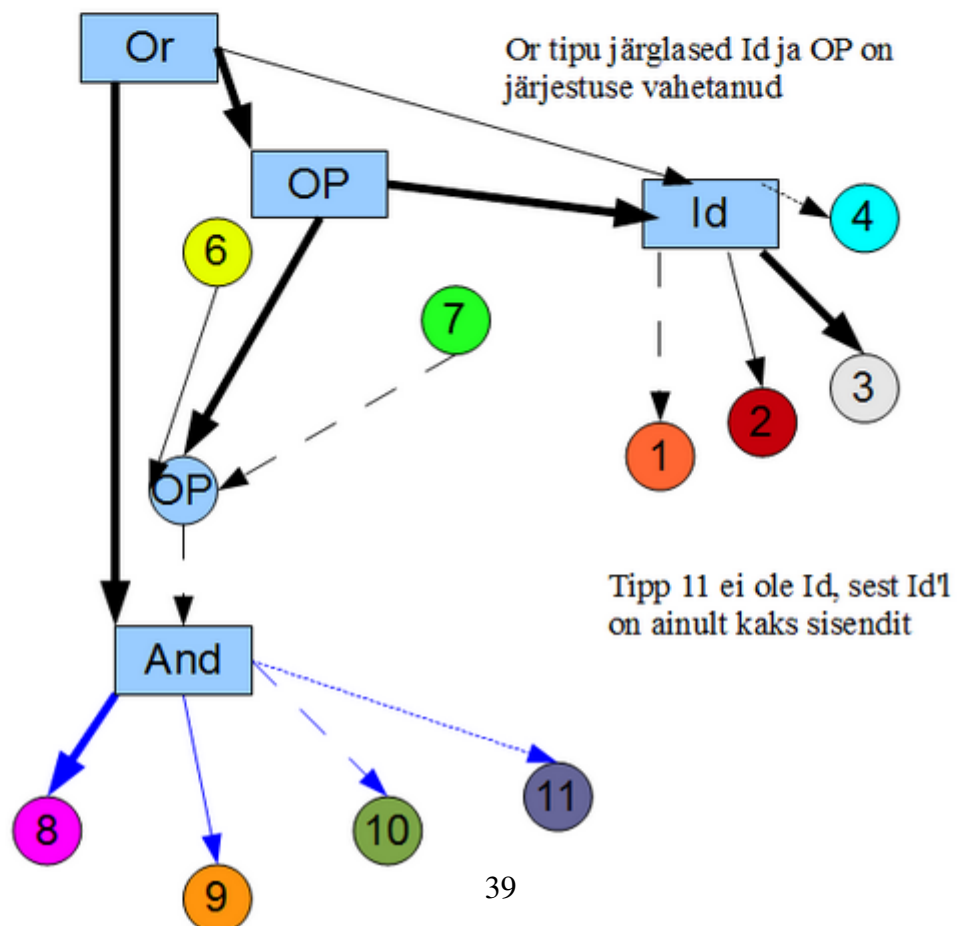 Or
Or tipu järglased Id ja OP on
järjestuse vahetanud
OP
Id
4
6
7
3
2
1
OP
Tipp 11 ei ole Id, sest Id'l
on ainult kaks sisendit
And
11
8
10
9
39